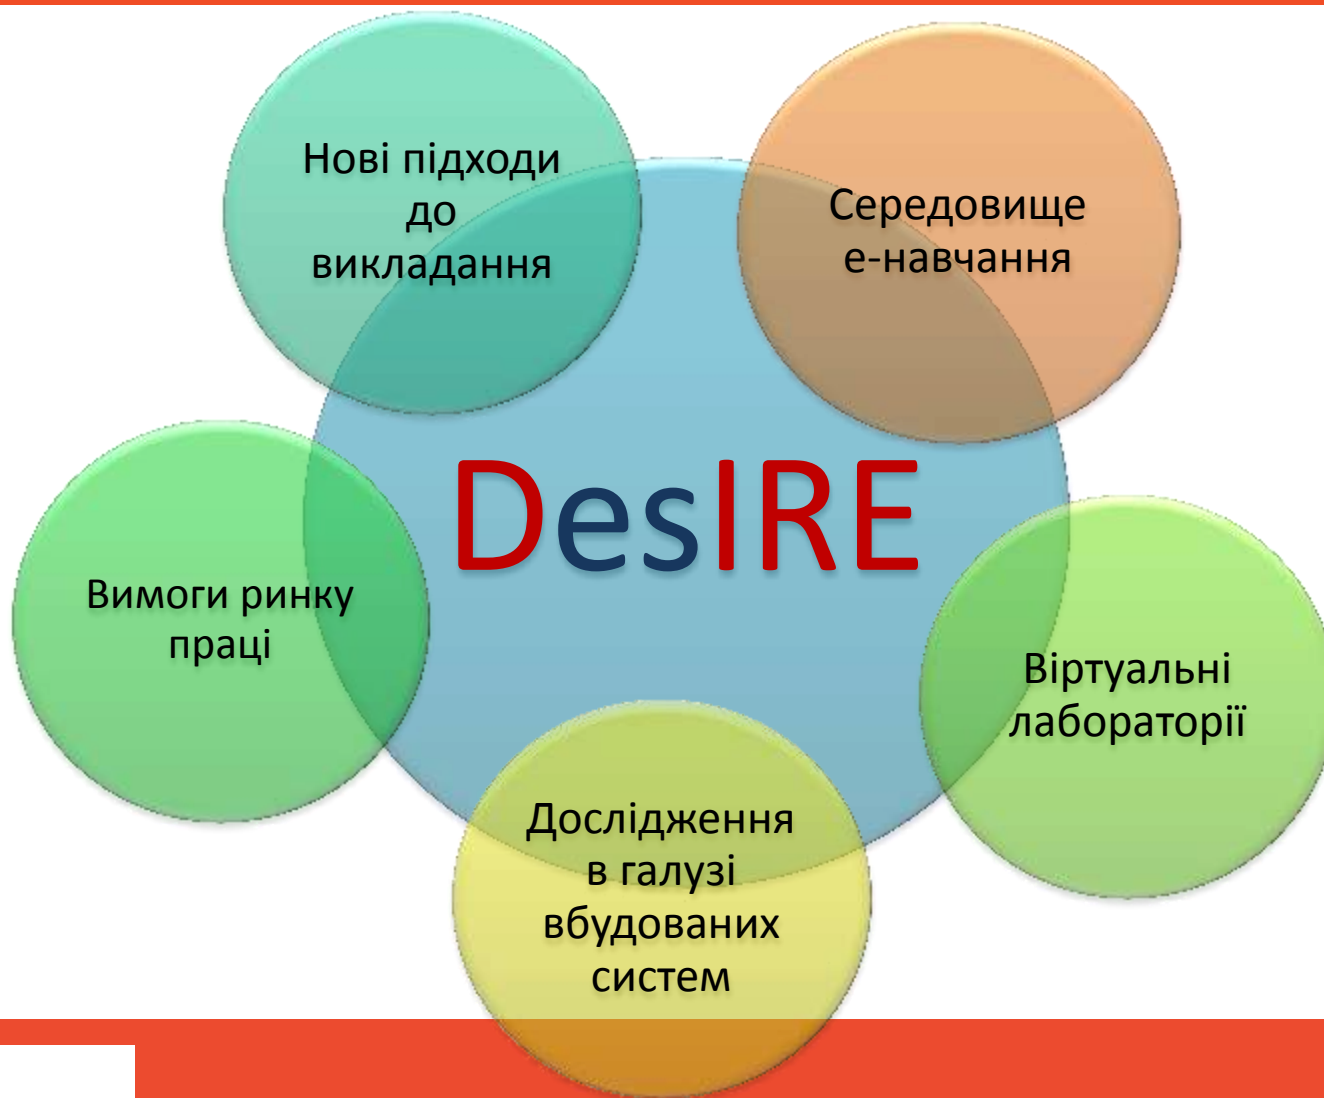 Нові підходи
до
викладання
Середовище
е-навчання
DesIRE
Вимоги ринку
праці
Віртуальні
лабораторії
Дослідження
в галузі
вбудованих
систем